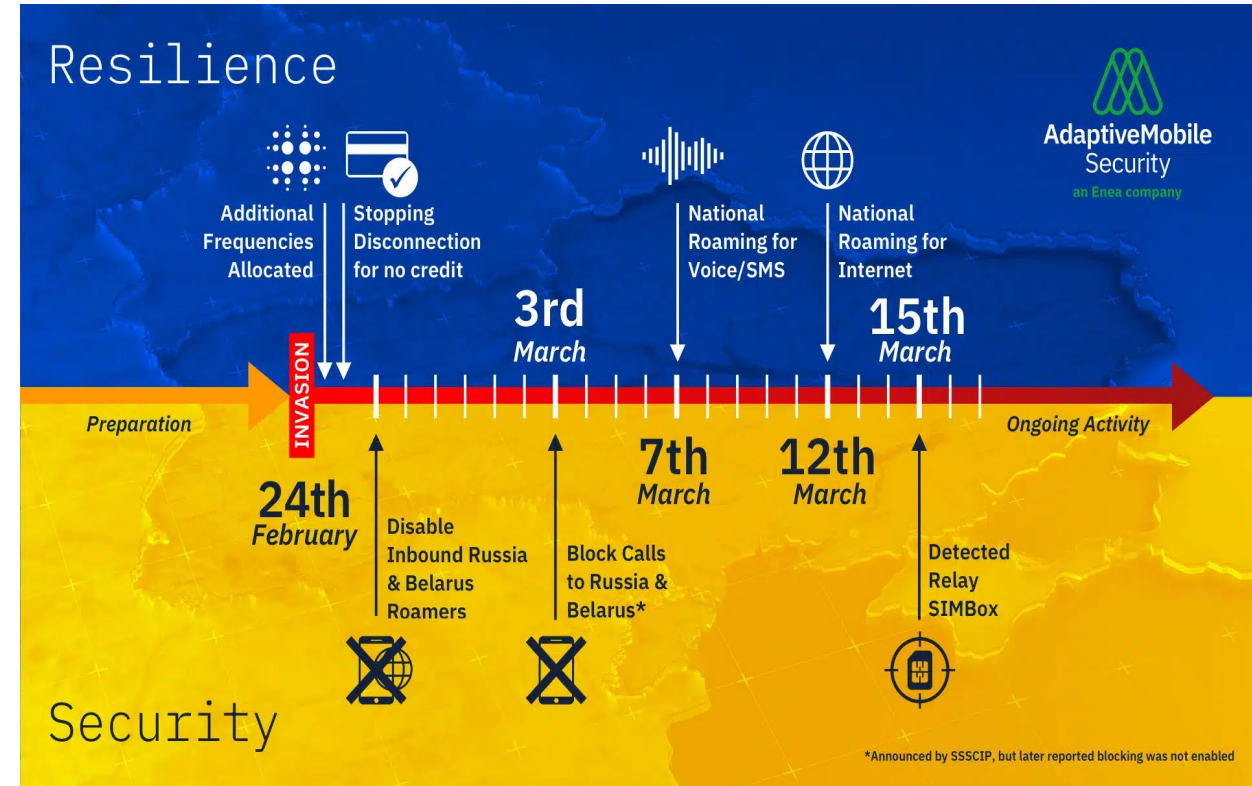 Resilience
AdaptiveMobile
Security
an Enea company
Additional
Frequencies
Allocated
Stopping
Disconnection
for no credit
National
Roaming for
Voice/SMS
National
Roaming for
Internet
3rd
March
15th
March
INVASION
Preparation
Ongoing Activity
24th
February
7th
March
12th
March
Disable
Inbound Russia
& Belarus
Roamers
Block Calls
to Russia &
Belarus*
Detected
Relay
SIMBox
Security
*Announced by SSSCIP, but later reported blocking was not enabled